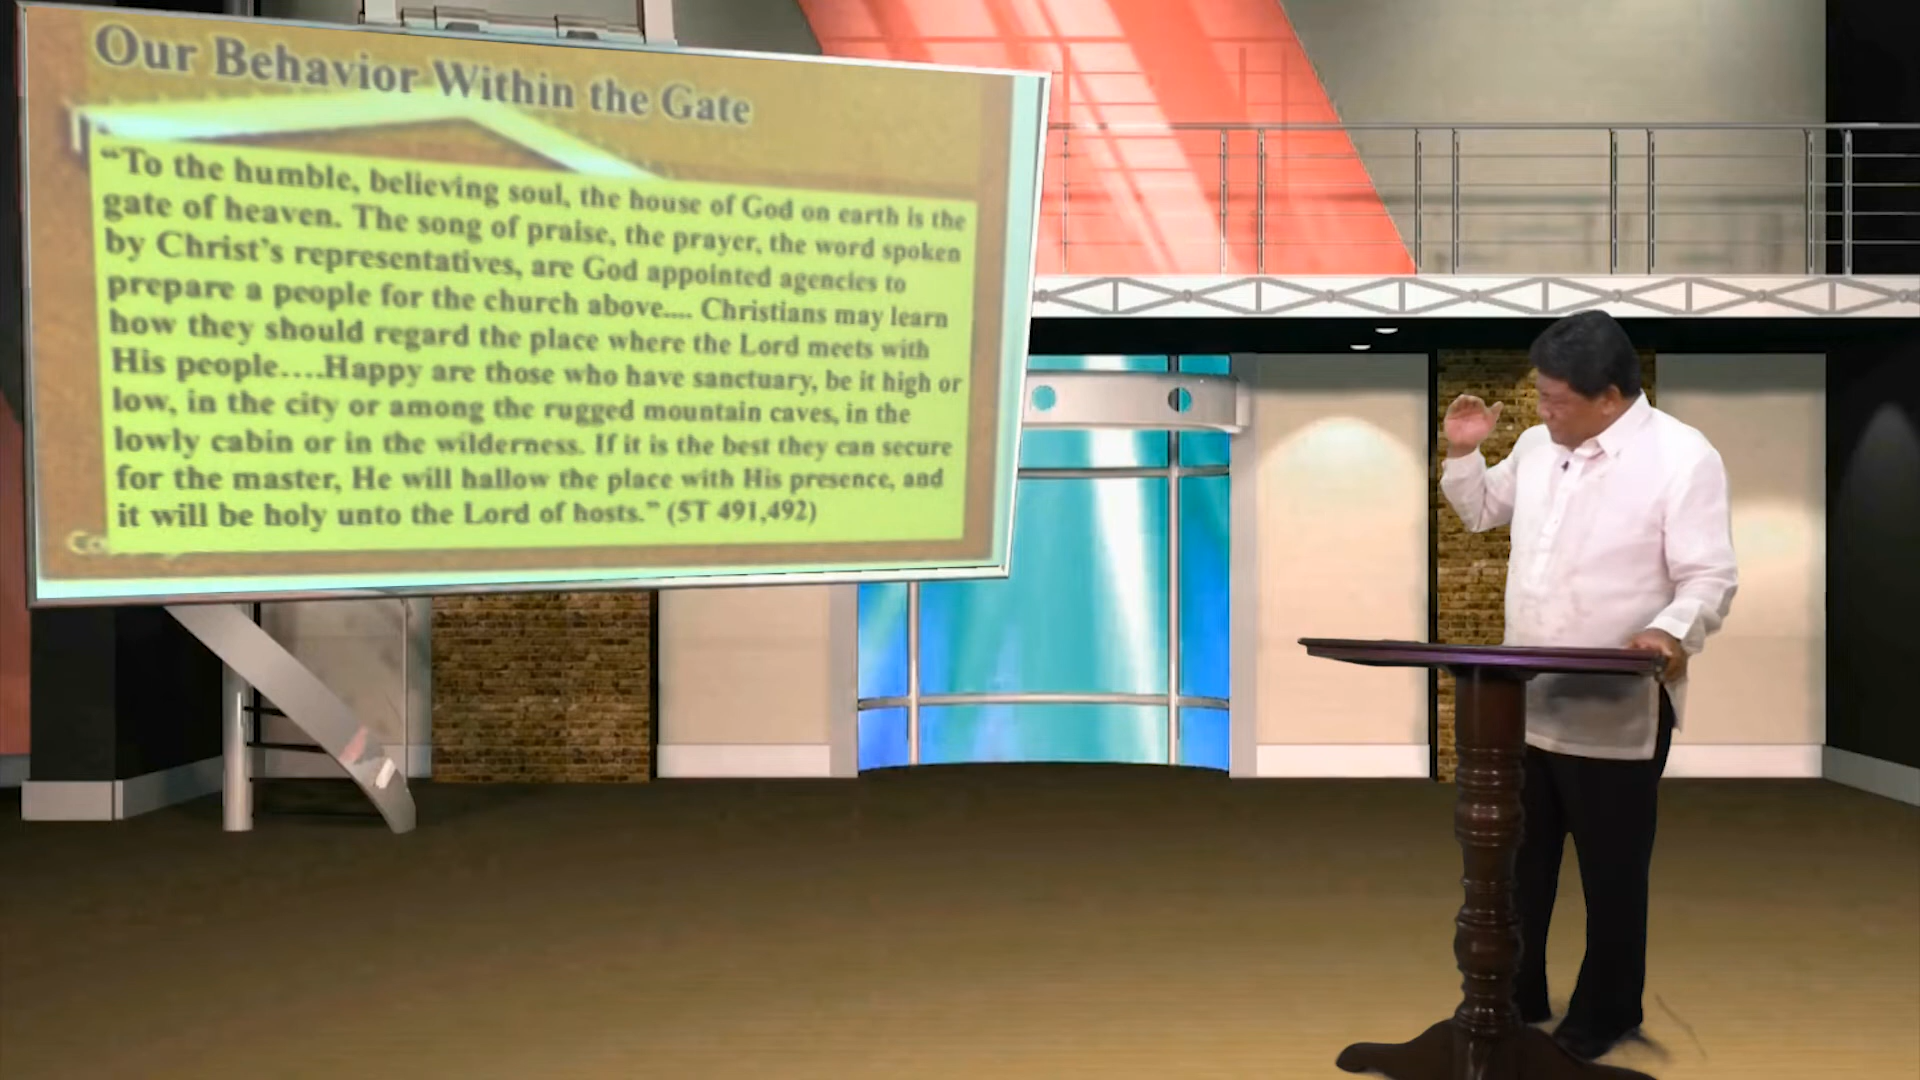 Our Behavior Within the Gate
“To the humble, believing soul, the house of God on earth is the
gate of heaven. The song of praise, the prayer, the word spoken
by Christ’s representatives, are God appointed agencies to
prepare a people for the church above.... Christians may learn
how they should regard the place where the Lord meets with
His people....Happy are those who have sanctuary, be it high or
low, in the city or among the rugged mountain caves, in the
lowly cabin or in the wilderness. If it is the best they can secure
for the master, He will hallow the place with His presence, and
it will be holy unto the Lord of hosts.” (5T 491,492)